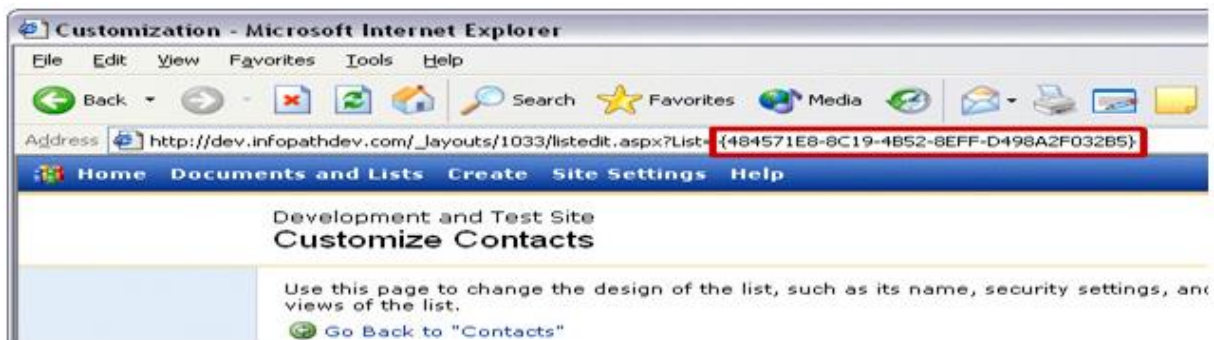 Customization - Microsoft Internet Explorer
File Edit View Favorites Tools Help
Back Search Favorites Media
Address http://dev.infopathdev.com/_layouts/1033/listedit.aspx?List={484571E8-8C19-4B52-8EFF-D498A2F032B5}
Home Documents and Lists Create Site Settings Help
Development and Test Site
Customize Contacts
Use this page to change the design of the list, such as its name, security settings, and
views of the list.
Go Back to "Contacts"